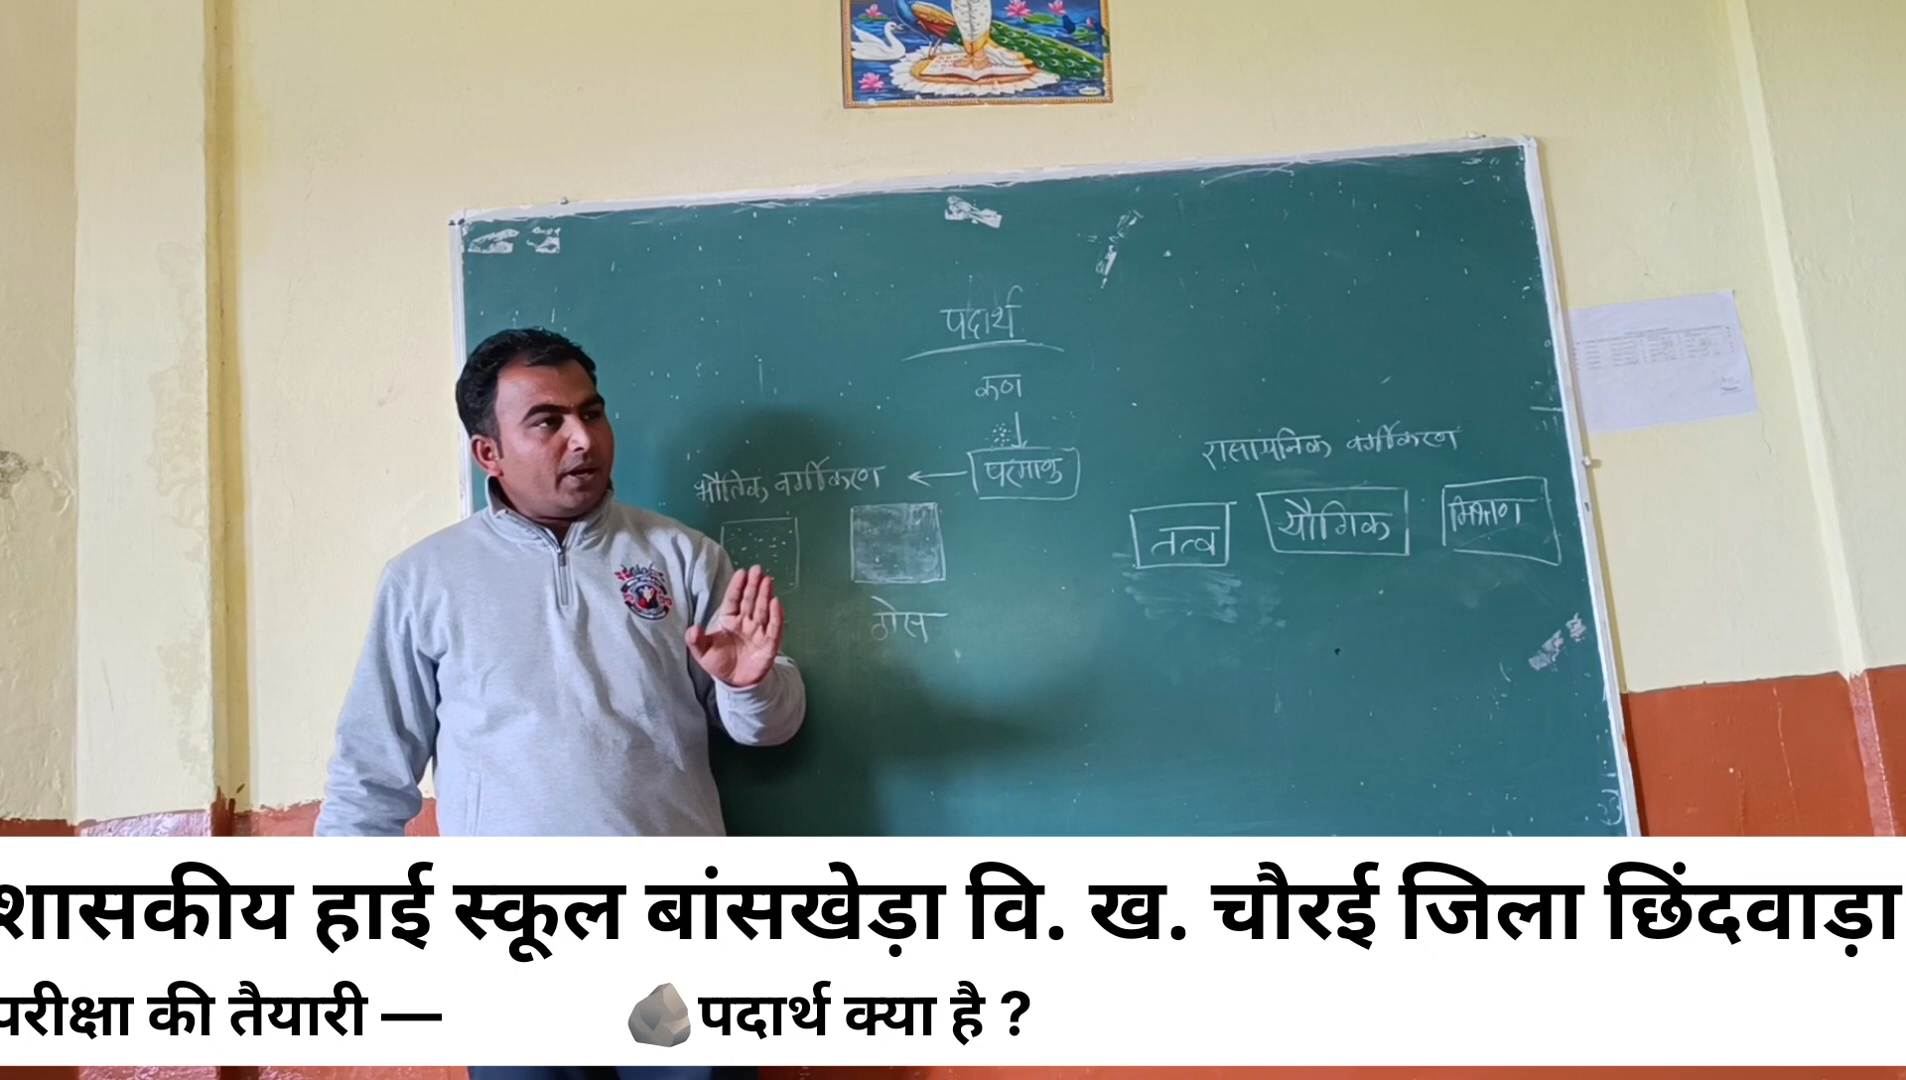 पदार्थ
कण
परमाणु
भौतिक वर्गीकरण
रासायनिक वर्गीकरण
गैस
तत्व
यौगिक
मिश्रण
शासकीय हाई स्कूल बांसखेड़ा वि. ख. चौरई जिला छिंदवाड़ा
परीक्षा की तैयारी — पदार्थ क्या है ?